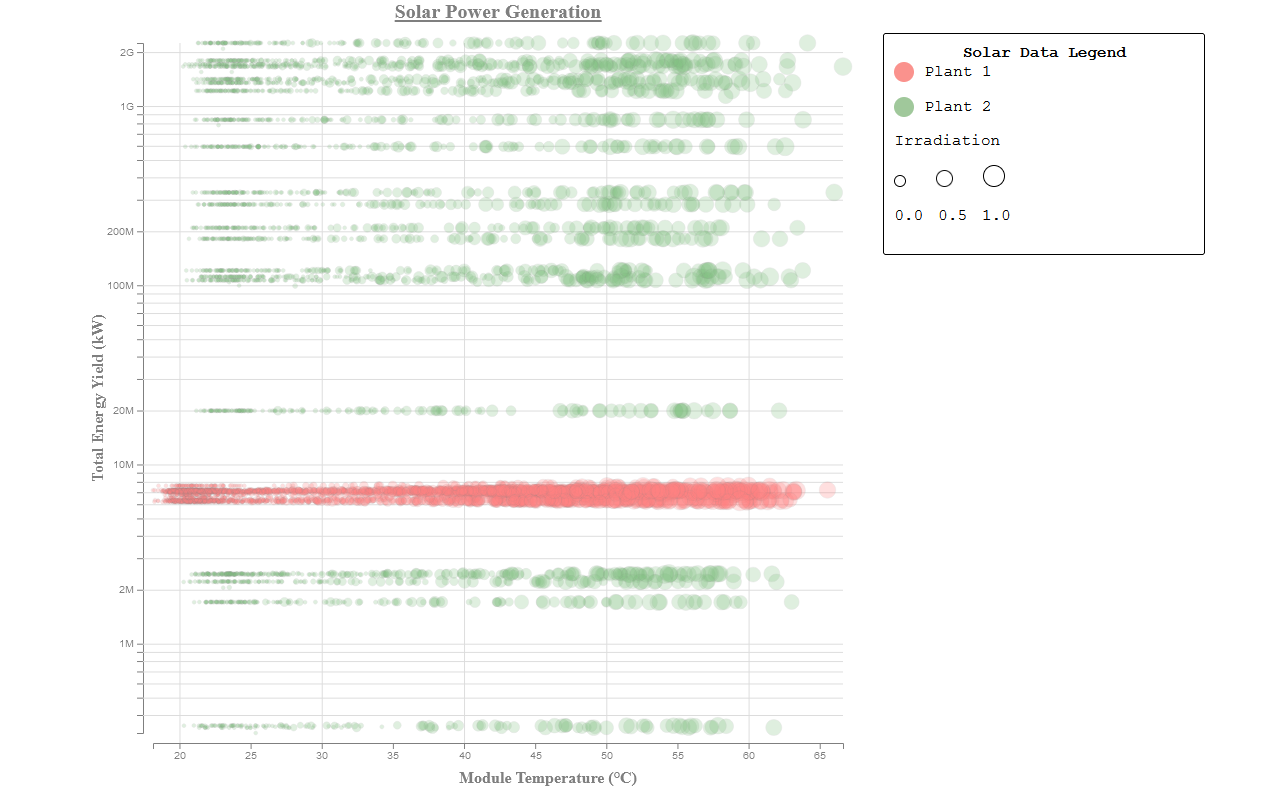 Solar Power Generation
Solar Data Legend
Plant 1
Plant 2
Irradiation
0.0 0.5 1.0
Total Energy Yield (kW)
2G
1G
200M
100M
20M
10M
2M
1M
20 25 30 35 40 45 50 55 60 65
Module Temperature (°C)